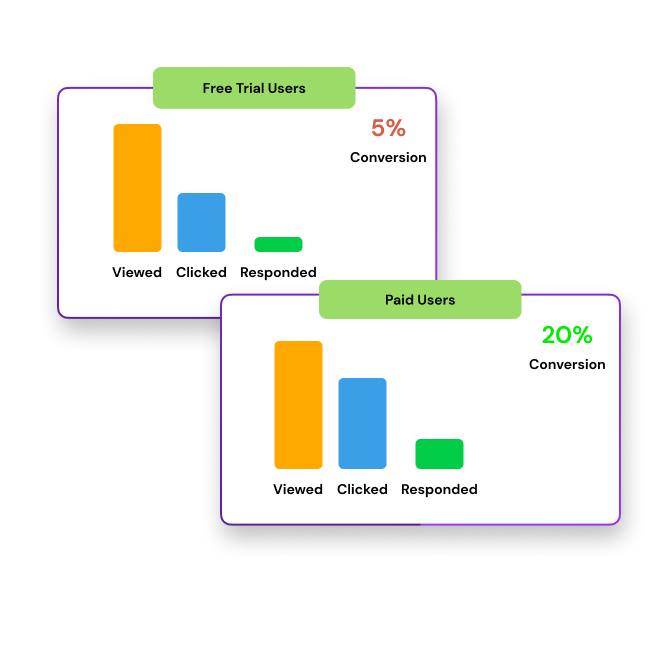 Free Trial Users
5%
Conversion
Viewed Clicked Responded
Paid Users
20%
Conversion
Viewed Clicked Responded